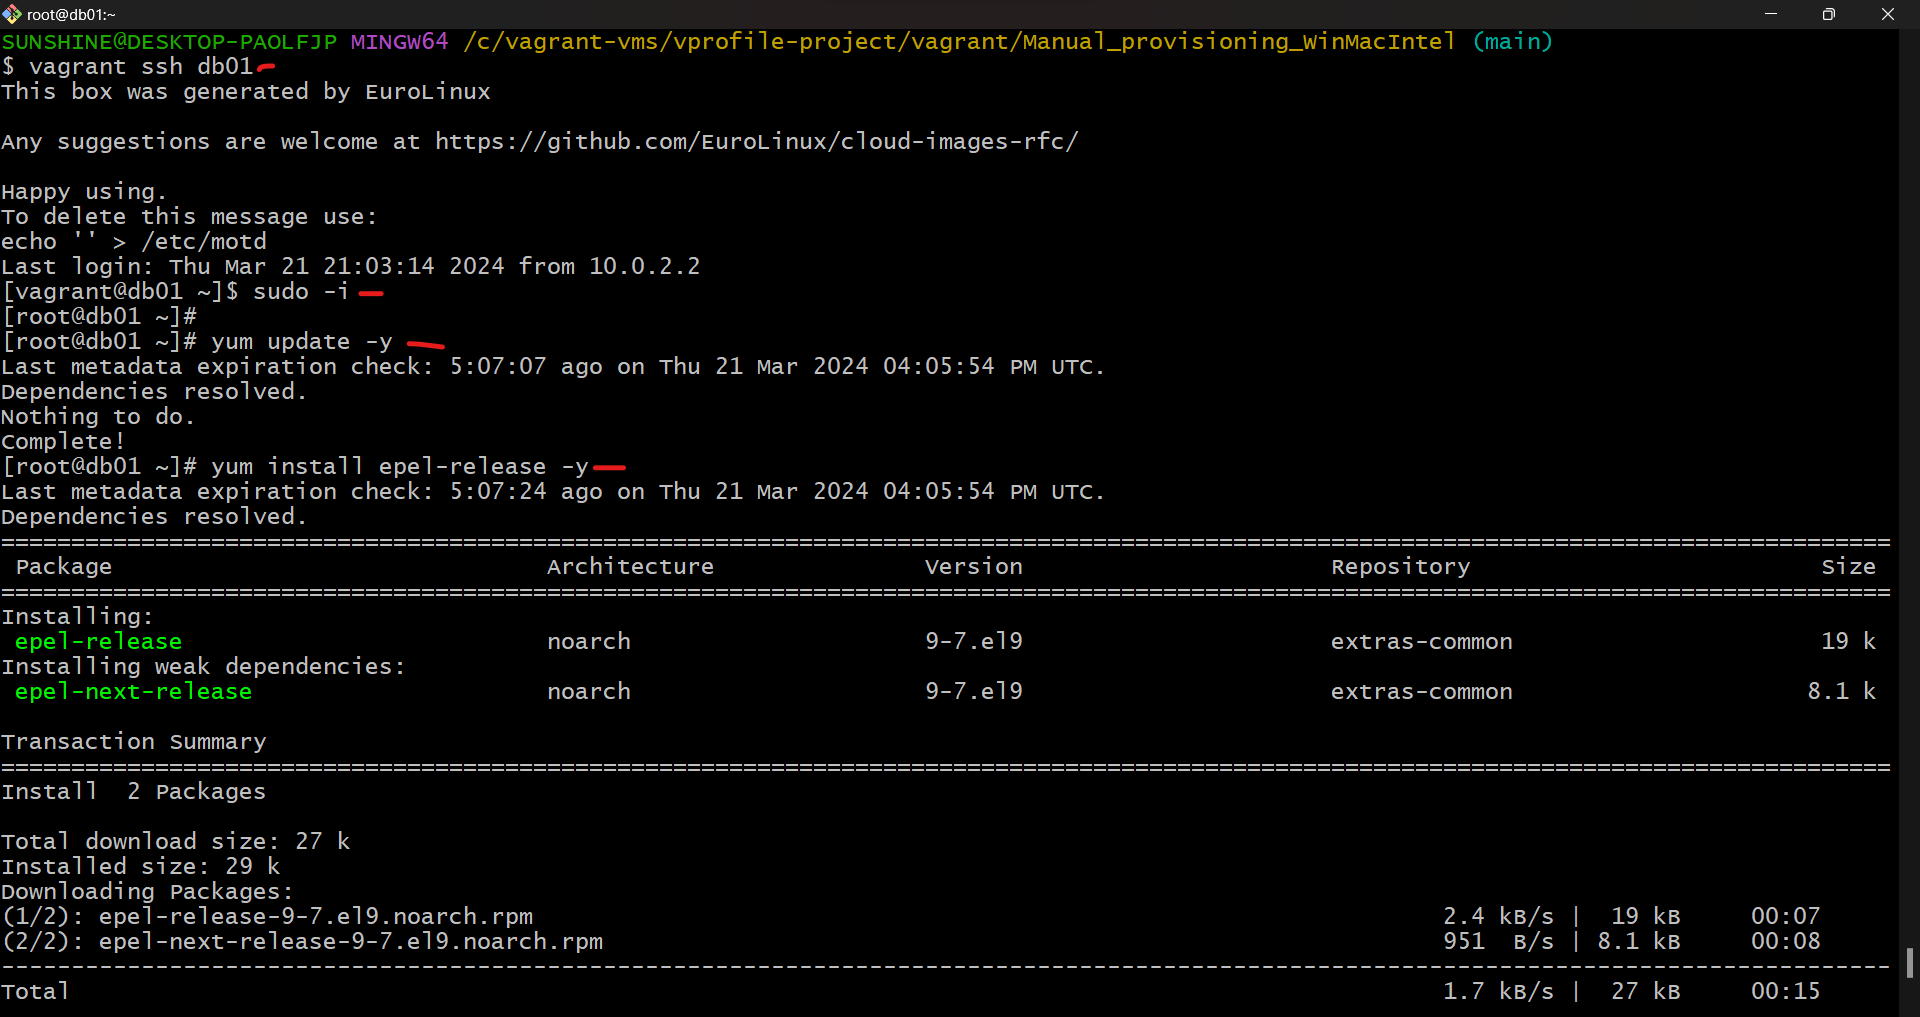 root@db01:~
SUNSHINE@DESKTOP-PAOLFJP MINGW64 /c/vagrant-vms/vprofile-project/vagrant/Manual_provisioning_WinMacIntel (main)
$ vagrant ssh db01
This box was generated by EuroLinux
Any suggestions are welcome at https://github.com/EuroLinux/cloud-images-rfc/
Happy using.
To delete this message use:
echo '' > /etc/motd
Last login: Thu Mar 21 21:03:14 2024 from 10.0.2.2
[vagrant@db01 ~]$ sudo -i
[root@db01 ~]#
[root@db01 ~]# yum update -y
Last metadata expiration check: 5:07:07 ago on Thu 21 Mar 2024 04:05:54 PM UTC.
Dependencies resolved.
Nothing to do.
Complete!
[root@db01 ~]# yum install epel-release -y
Last metadata expiration check: 5:07:24 ago on Thu 21 Mar 2024 04:05:54 PM UTC.
Dependencies resolved.
================================================================================
Package Architecture Version Repository Size
================================================================================
Installing:
epel-release noarch 9-7.el9 extras-common 19 k
Installing weak dependencies:
epel-next-release noarch 9-7.el9 extras-common 8.1 k
Transaction Summary
================================================================================
Install  2 Packages
Total download size: 27 k
Installed size: 29 k
Downloading Packages:
(1/2): epel-release-9-7.el9.noarch.rpm 2.4 kB/s | 19 kB 00:07
(2/2): epel-next-release-9-7.el9.noarch.rpm 951 B/s | 8.1 kB 00:08
--------------------------------------------------------------------------------
Total 1.7 kB/s | 27 kB 00:15